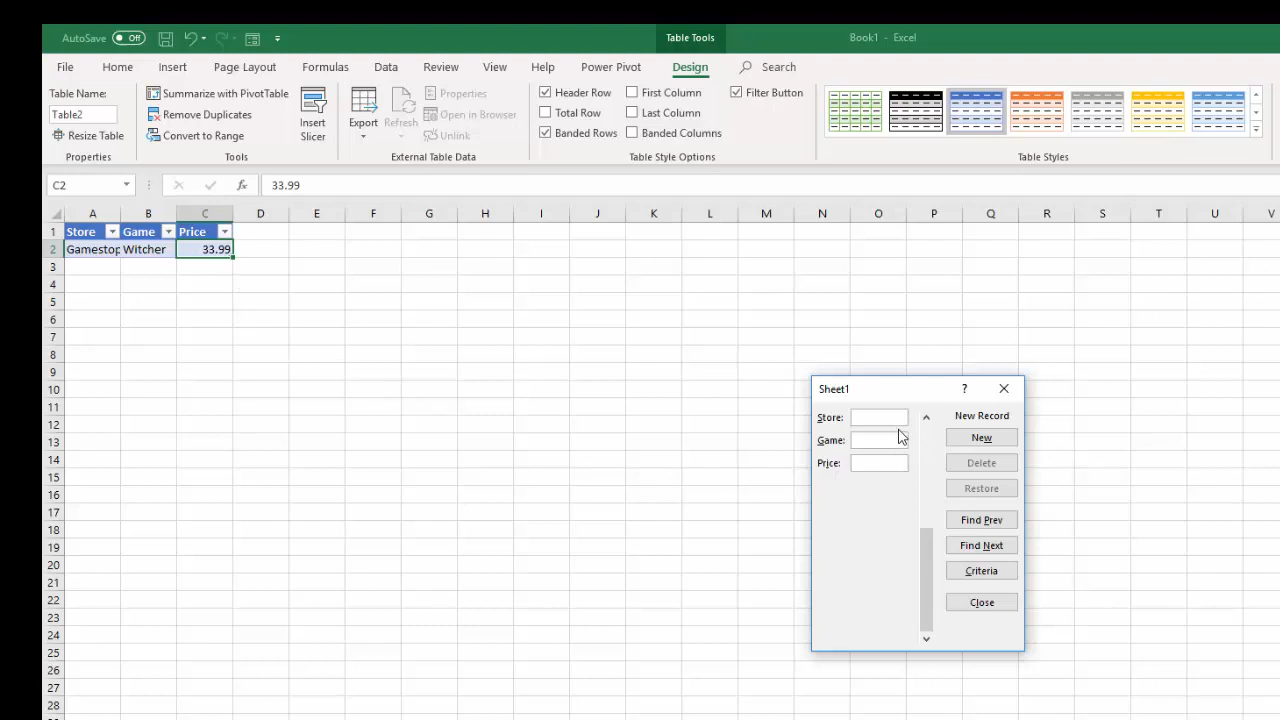 AutoSave Off Table Tools Book1 - Excel
File Home Insert Page Layout Formulas Data Review View Help Power Pivot Design Search
Table Name:
Table2
Resize Table
Properties
Summarize with PivotTable
Remove Duplicates
Convert to Range
Tools
Insert
Slicer
Export
Refresh
Properties
Open in Browser
Unlink
External Table Data
Header Row First Column Filter Button
Total Row Last Column
Banded Rows Banded Columns
Table Style Options
Table Styles
C2 fx 33.99
A B C D E F G H I J K L M N O P Q R S T U V
1 Store Game Price
2 Gamestop Witcher 33.99
3
4
5
6
7
8
9
10
11
12
13
14
15
16
17
18
19
20
21
22
23
24
25
26
27
28
Sheet1 ?
Store:
Game:
Price:
New Record
New
Delete
Restore
Find Prev
Find Next
Criteria
Close